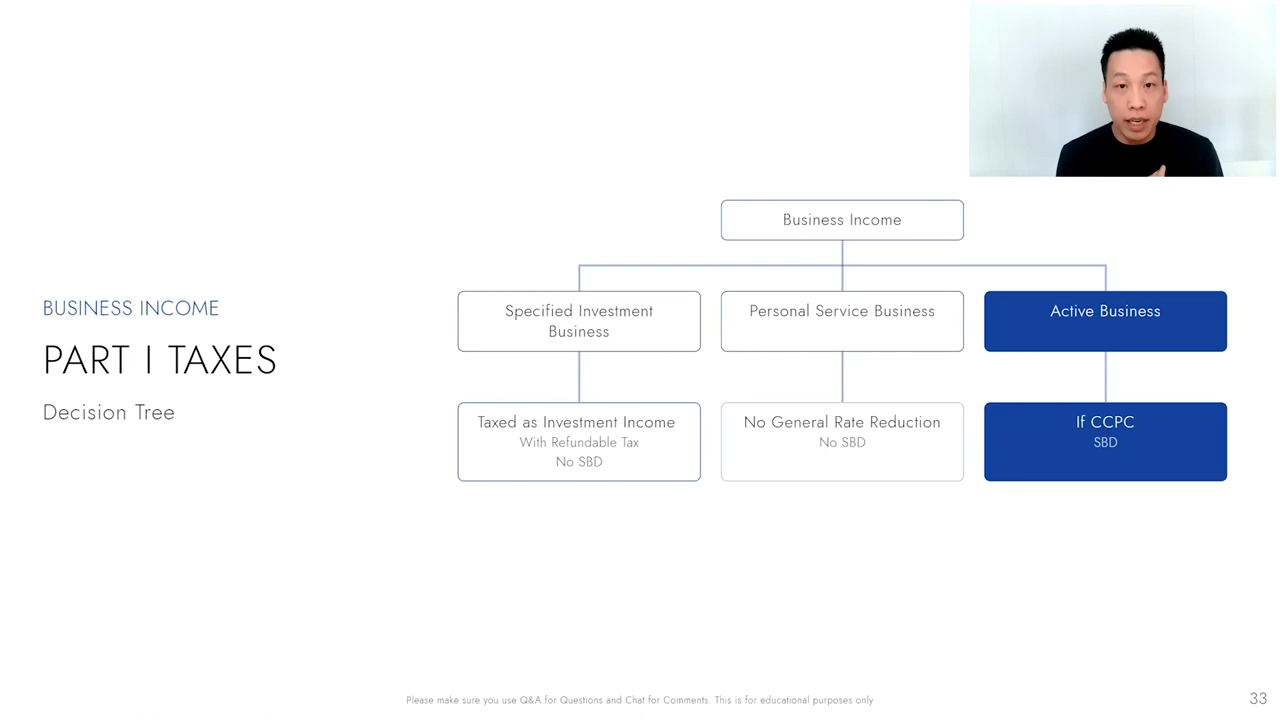 BUSINESS INCOME
PART I TAXES
Decision Tree
Business Income
Specified Investment
Business
Personal Service Business
Active Business
Taxed as Investment Income
With Refundable Tax
No SBD
No General Rate Reduction
No SBD
If CCPC
SBD
Please make sure you use Q&A for Questions and Chat for Comments. This is for educational purposes only
33